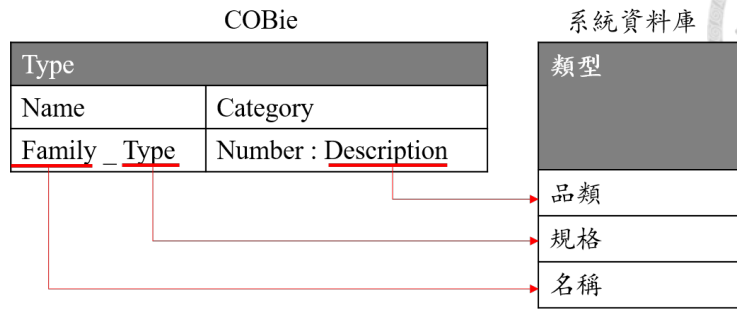 COBie
系統資料庫
Type
Name Category
Family _ Type Number : Description
類型
品類
規格
名稱